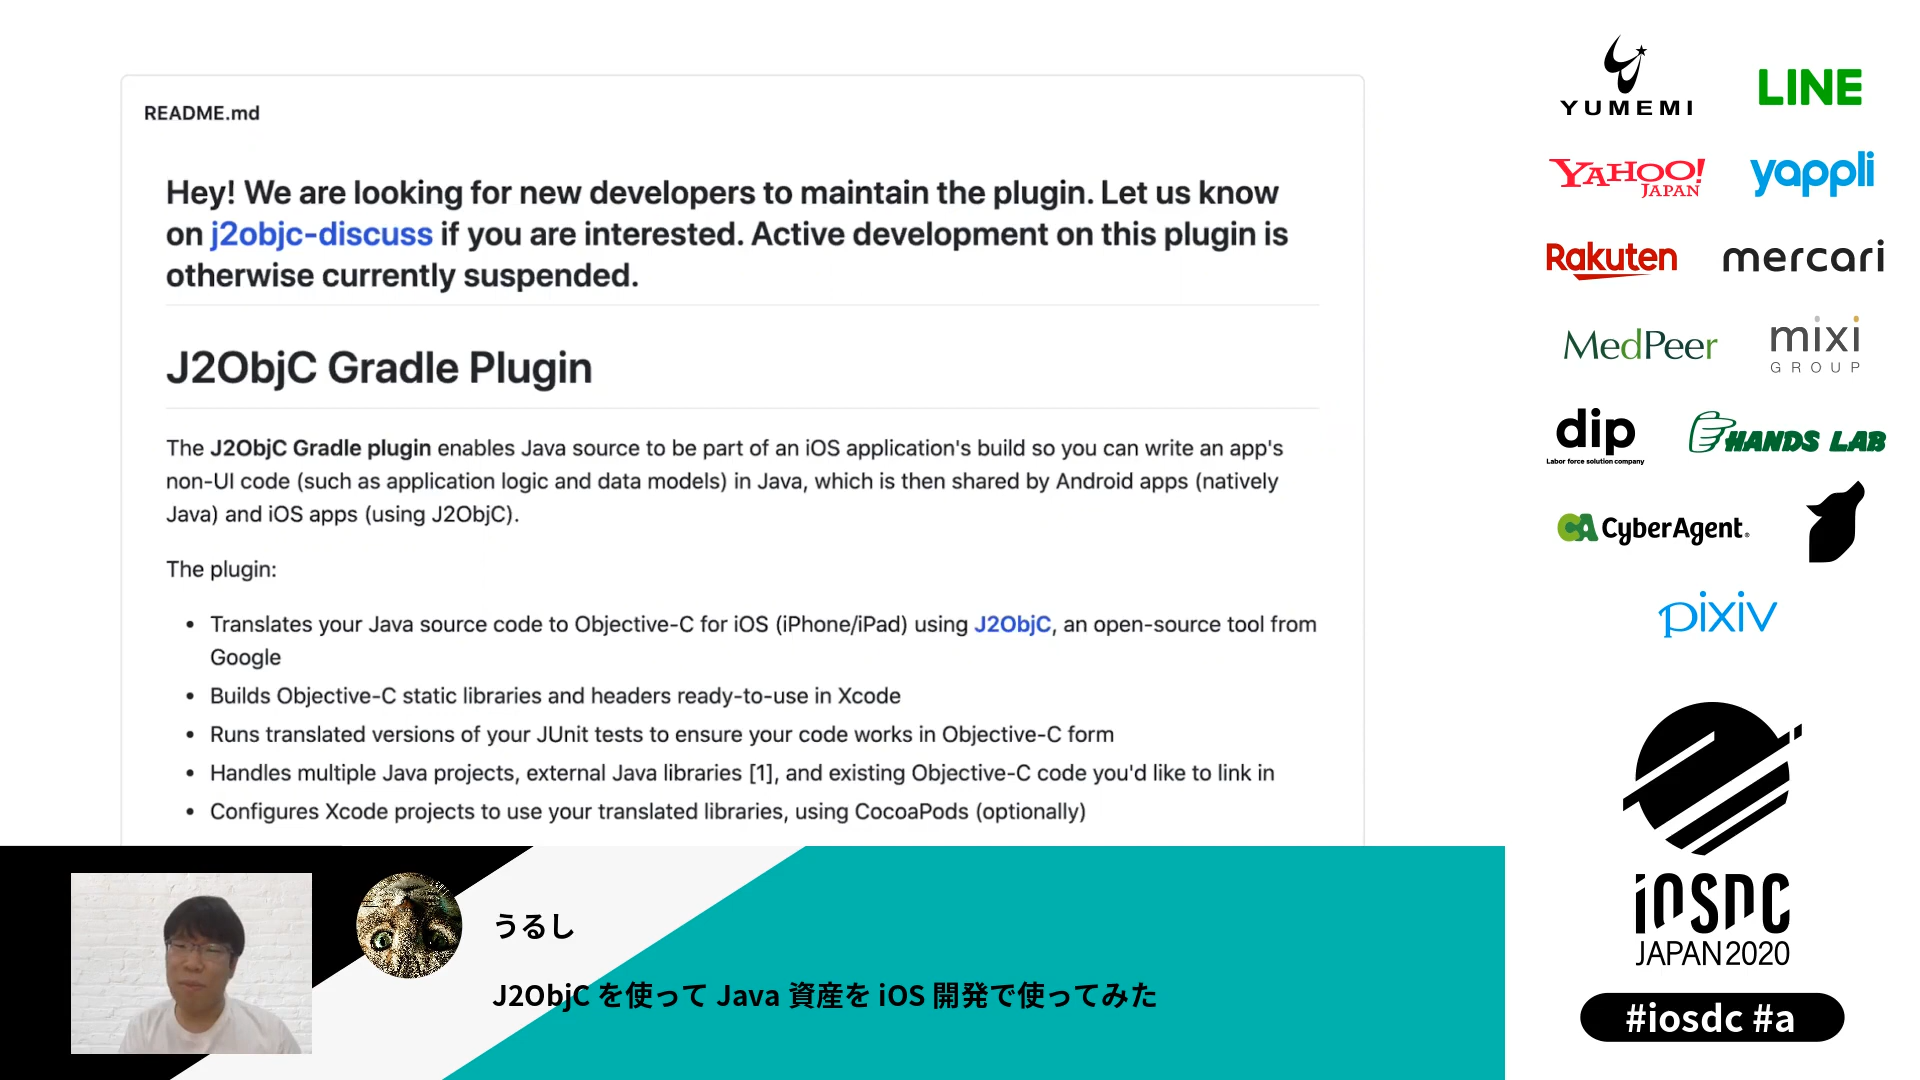 README.md
Hey! We are looking for new developers to maintain the plugin. Let us know
on j2objc-discuss if you are interested. Active development on this plugin is
otherwise currently suspended.
J2ObjC Gradle Plugin
The J2ObjC Gradle plugin enables Java source to be part of an iOS application's build so you can write an app's
non-UI code (such as application logic and data models) in Java, which is then shared by Android apps (natively
Java) and iOS apps (using J2ObjC).
The plugin:
• Translates your Java source code to Objective-C for iOS (iPhone/iPad) using J2ObjC, an open-source tool from
Google
• Builds Objective-C static libraries and headers ready-to-use in Xcode
• Runs translated versions of your JUnit tests to ensure your code works in Objective-C form
• Handles multiple Java projects, external Java libraries [1], and existing Objective-C code you'd like to link in
• Configures Xcode projects to use your translated libraries, using CocoaPods (optionally)
うるし
J2ObjC を使って Java 資産を iOS 開発で使ってみた
YUMEMI
LINE
YAHOO!
JAPAN
yappli
Rakuten
mercari
MedPeer
mixi
GROUP
dip
Labor force solution company
HANDS LAB
CA CyberAgent®
pixiv
iOSDC
JAPAN 2020
#iosdc #a